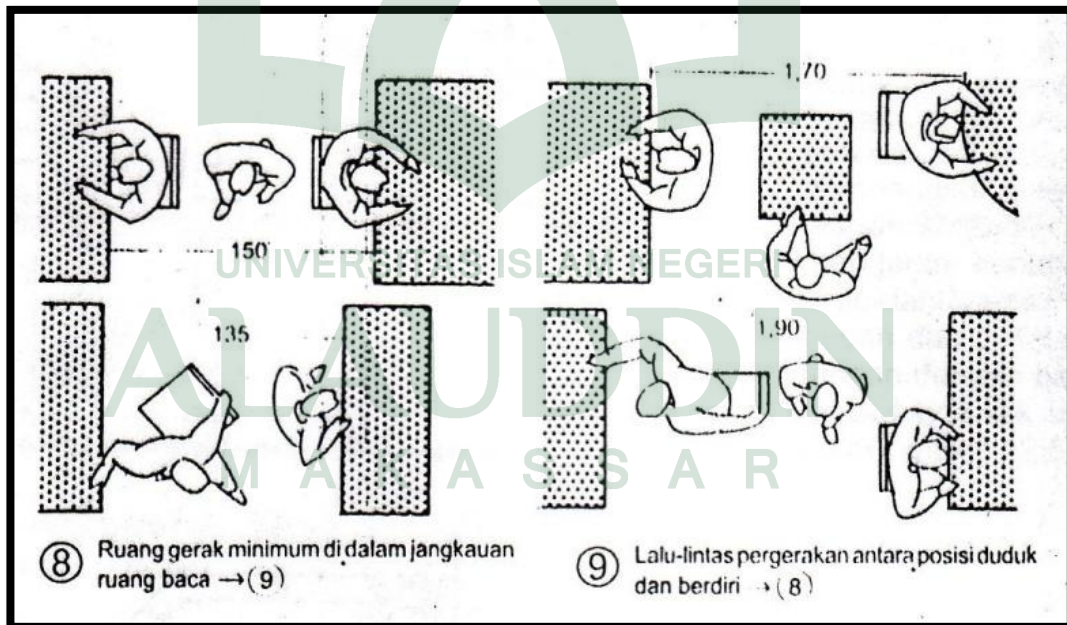 1,70
150
UNIVERSITAS ISLAM NEGERI
135
1,90
ALAUDDIN
MAKASSAR
8 Ruang gerak minimum di dalam jangkauan
ruang baca →(9)
9 Lalu-lintas pergerakan antara posisi duduk
dan berdiri →(8)